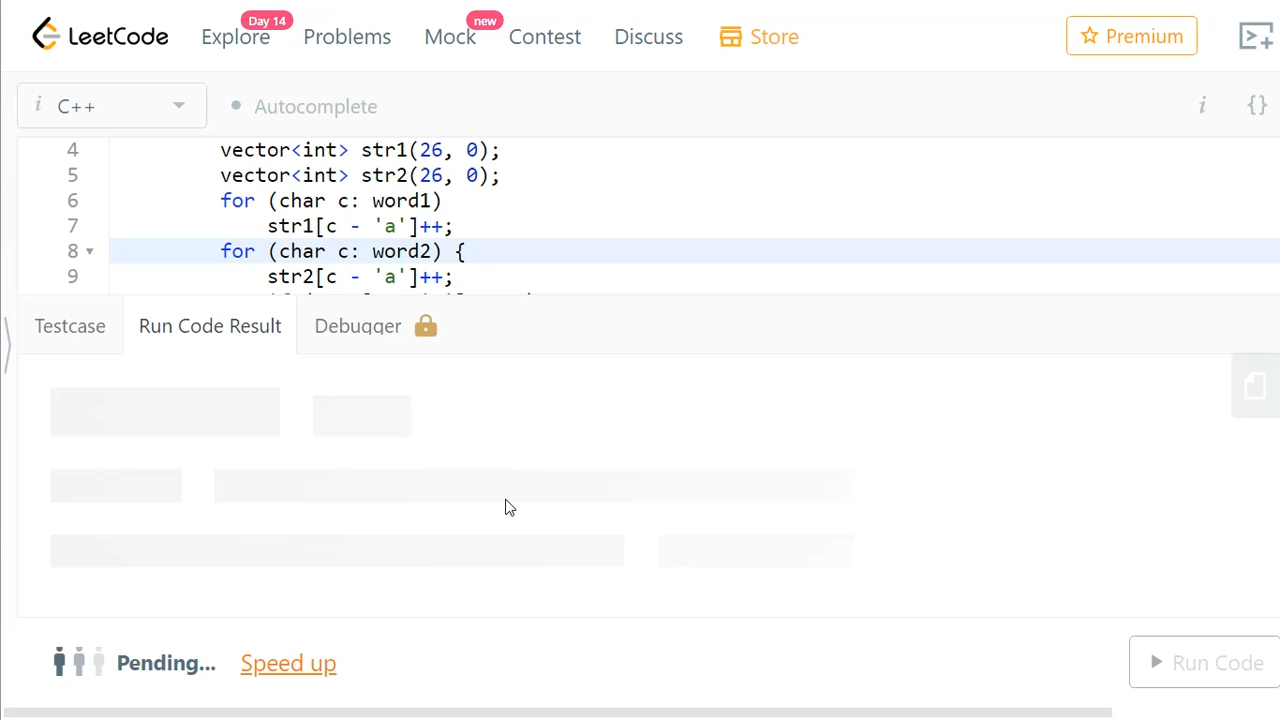 Day 14 new
LeetCode Explore Problems Mock Contest Discuss Store Premium
i C++ Autocomplete i {}
4 vector<int> str1(26, 0);
5 vector<int> str2(26, 0);
6 for (char c: word1)
7 str1[c - 'a']++;
8 for (char c: word2) {
9 str2[c - 'a']++;
Testcase Run Code Result Debugger
Pending... Speed up Run Code